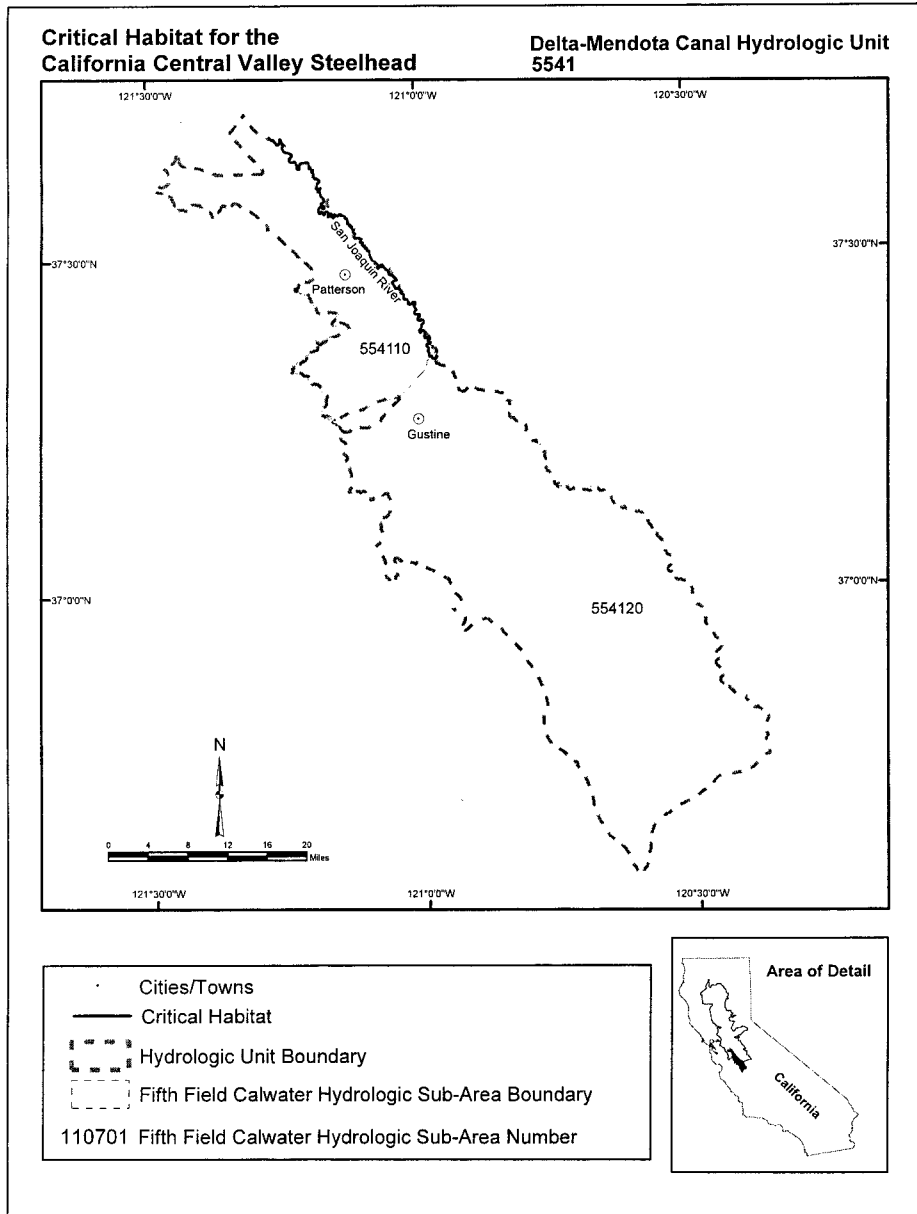 Critical Habitat for the
California Central Valley Steelhead
Delta-Mendota Canal Hydrologic Unit
5541
121°30'0"W
121°0'0"W
120°30'0"W
37°30'0"N
37°30'0"N
San Joaquin River
Patterson
554110
Gustine
37°0'0"N
37°0'0"N
554120
N
0 4 8 12 16 20
Miles
121°30'0"W
121°0'0"W
120°30'0"W
Cities/Towns
Critical Habitat
Hydrologic Unit Boundary
Fifth Field Calwater Hydrologic Sub-Area Boundary
110701 Fifth Field Calwater Hydrologic Sub-Area Number
Area of Detail
California